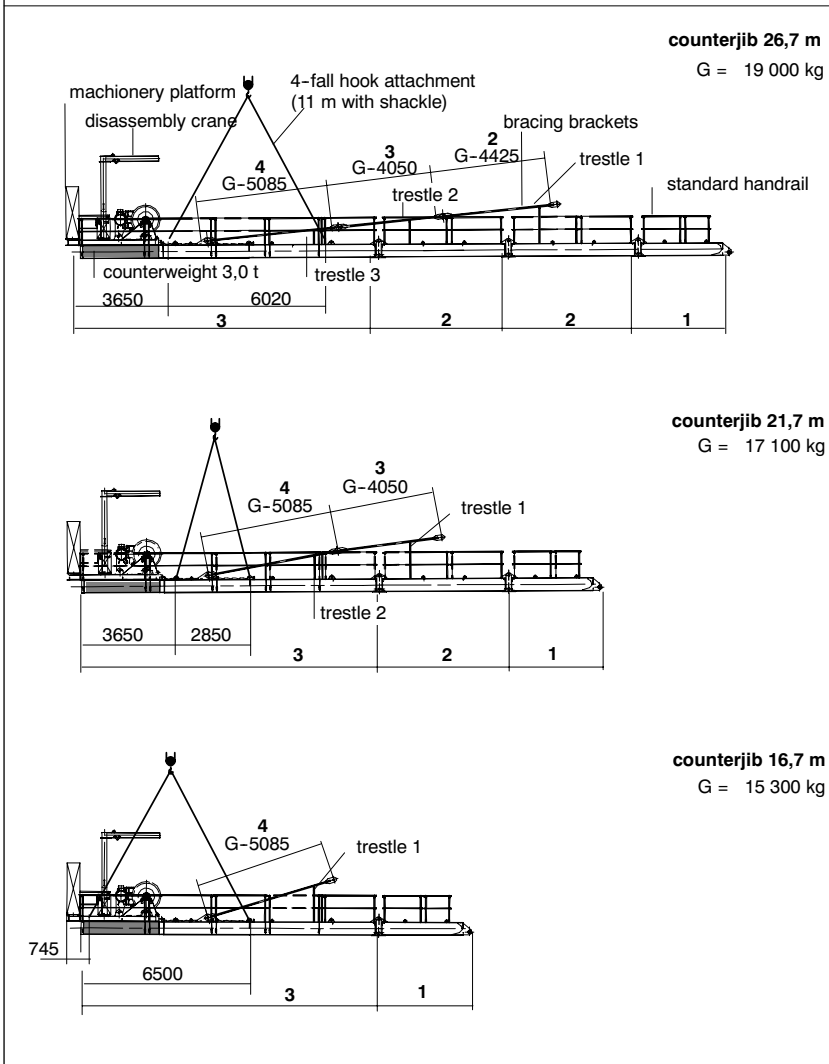 counterjib 26,7 m
G = 19 000 kg
machionery platform
disassembly crane
4-fall hook attachment
(11 m with shackle)
bracing brackets
trestle 1
4
G-5085
3
G-4050
2
G-4425
trestle 2
standard handrail
counterweight 3,0 t
trestle 3
3650
6020
3
2
2
1
counterjib 21,7 m
G = 17 100 kg
4
G-5085
3
G-4050
trestle 1
trestle 2
3650
2850
3
2
1
counterjib 16,7 m
G = 15 300 kg
4
G-5085
trestle 1
745
6500
3
1